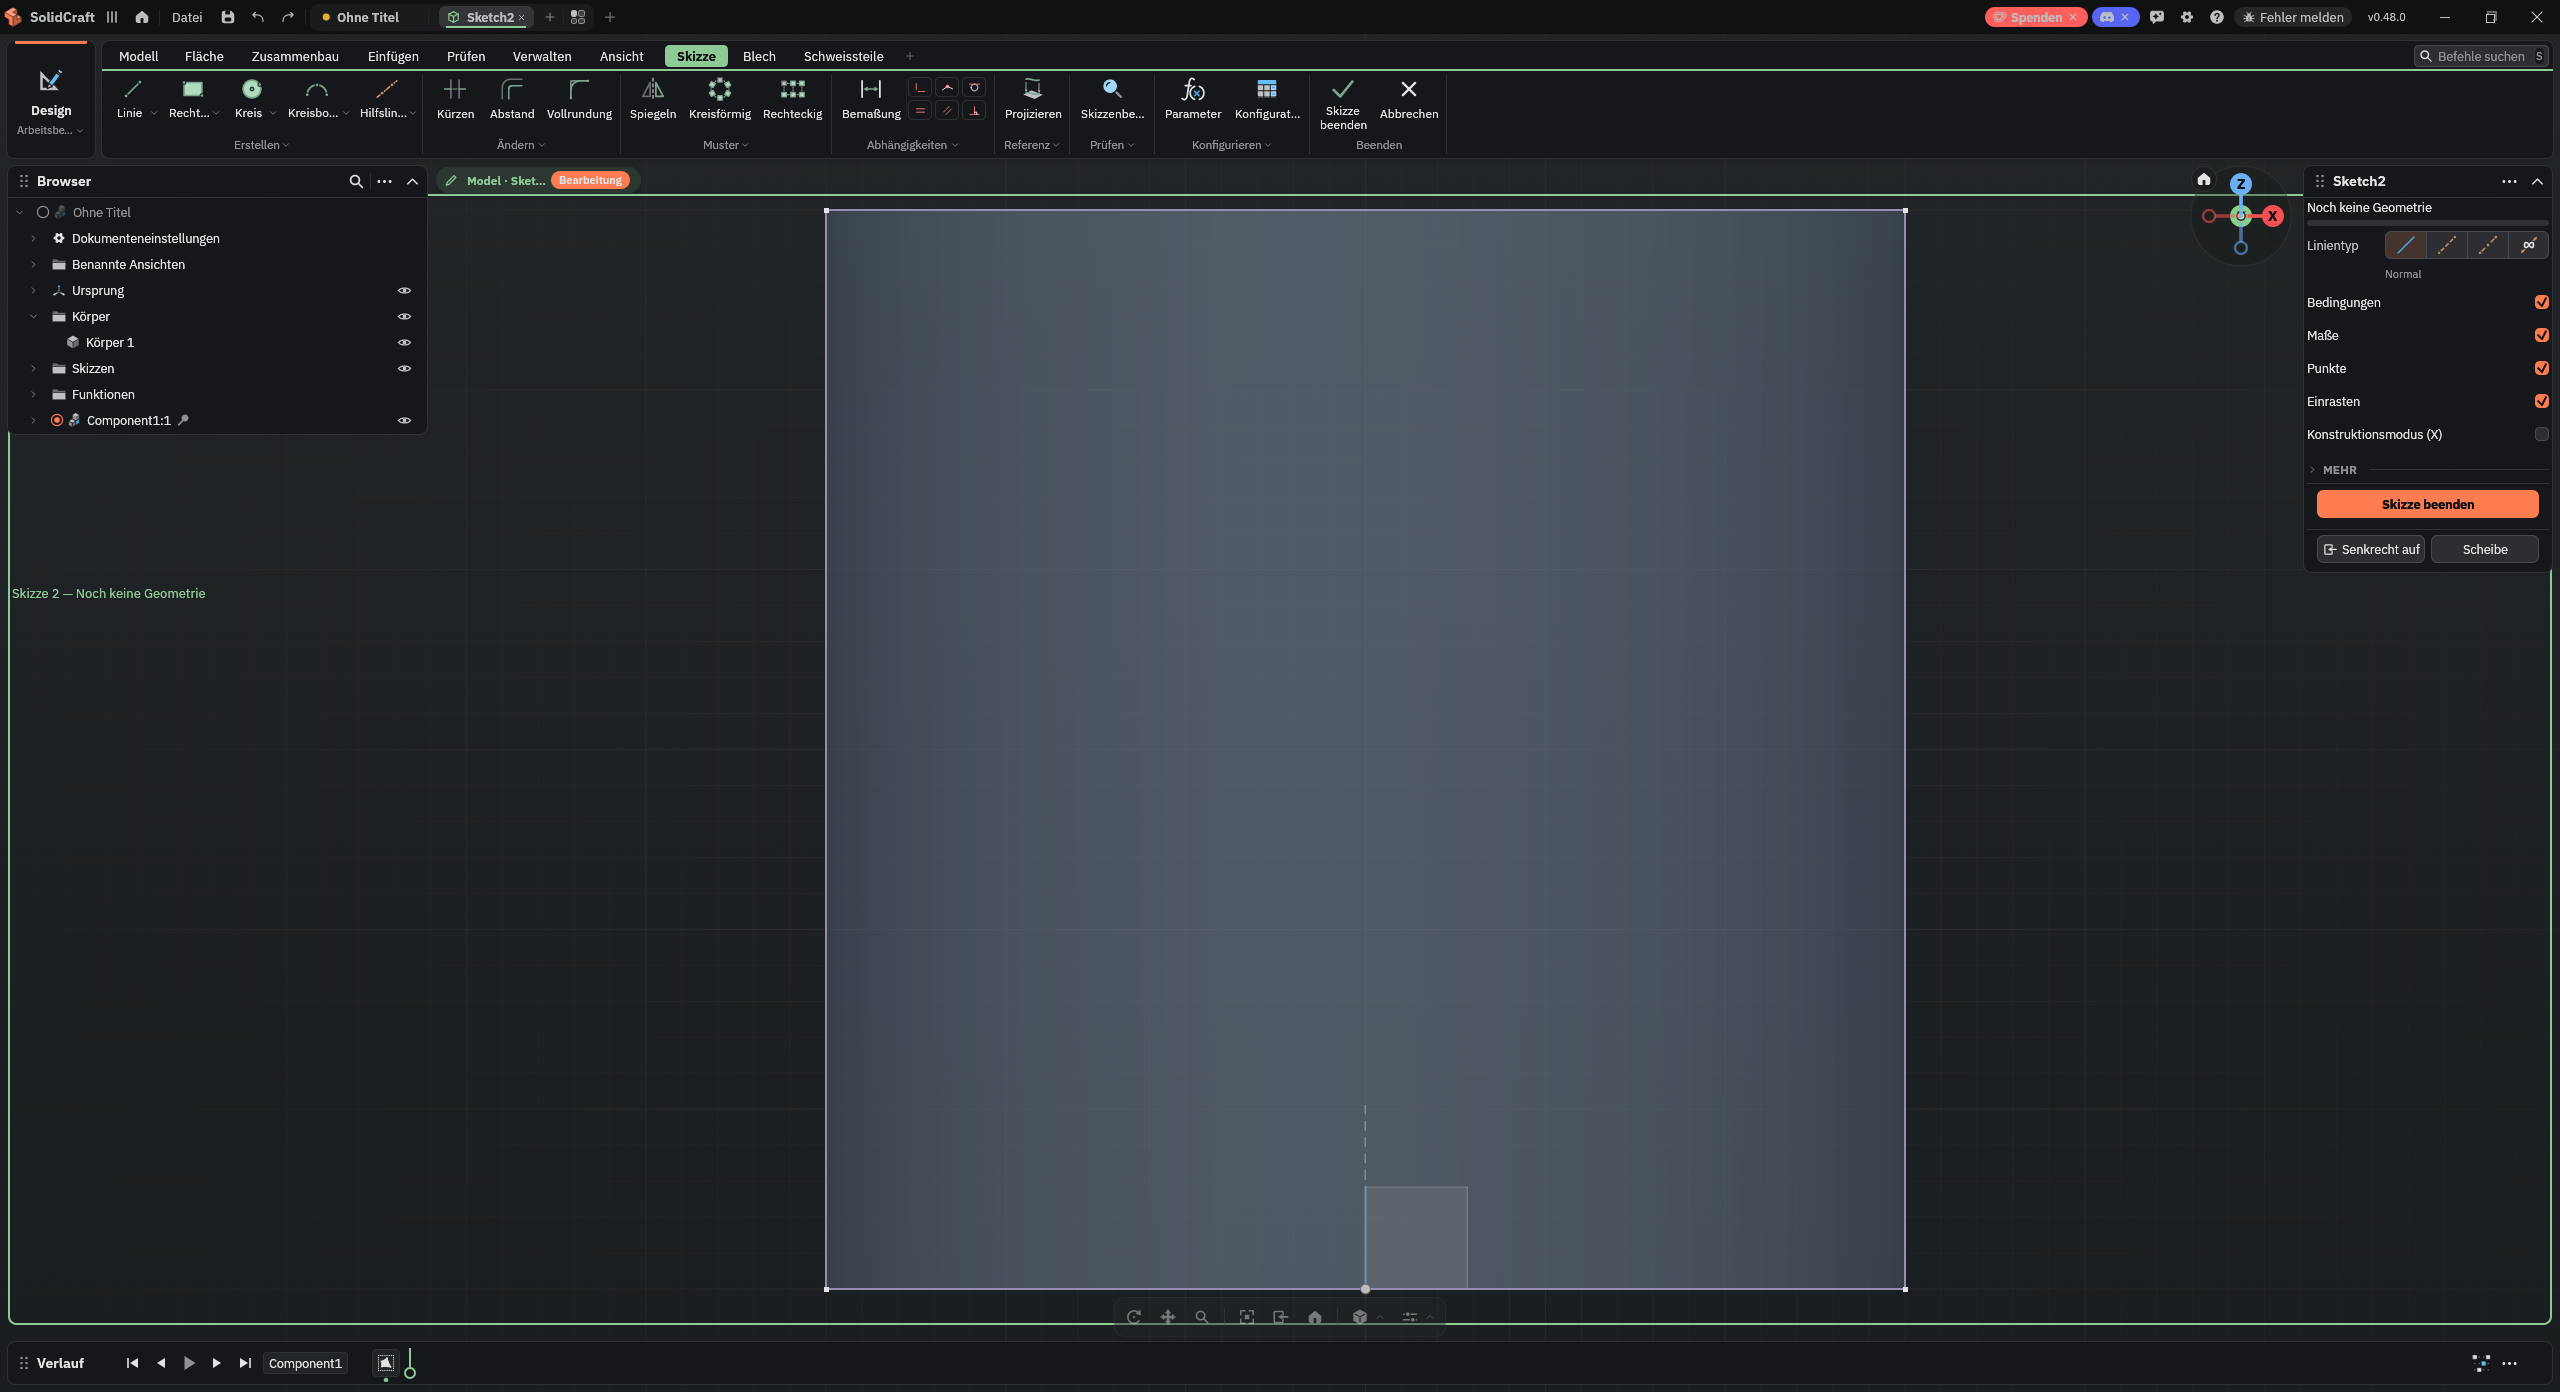 SolidCraft
Datei
Ohne Titel
Sketch2
Spenden
Fehler melden
v0.48.0
Design
Arbeitsbe...
Modell
Fläche
Zusammenbau
Einfügen
Prüfen
Verwalten
Ansicht
Skizze
Blech
Schweissteile
Befehle suchen
S
Linie
Recht...
Kreis
Kreisbo...
Hilfslin...
Kürzen
Abstand
Vollrundung
Spiegeln
Kreisförmig
Rechteckig
Bemaßung
Projizieren
Skizzenbe...
Parameter
Konfigurat...
Skizze
beenden
Abbrechen
Erstellen
Ändern
Muster
Abhängigkeiten
Referenz
Prüfen
Konfigurieren
Beenden
Browser
Ohne Titel
Dokumenteneinstellungen
Benannte Ansichten
Ursprung
Körper
Körper 1
Skizzen
Funktionen
Component1:1
Model · Sket...
Bearbeitung
Z
X
Sketch2
Noch keine Geometrie
Linientyp
Normal
Bedingungen
Maße
Punkte
Einrasten
Konstruktionsmodus (X)
MEHR
Skizze beenden
Senkrecht auf
Scheibe
Skizze 2 — Noch keine Geometrie
Verlauf
Component1